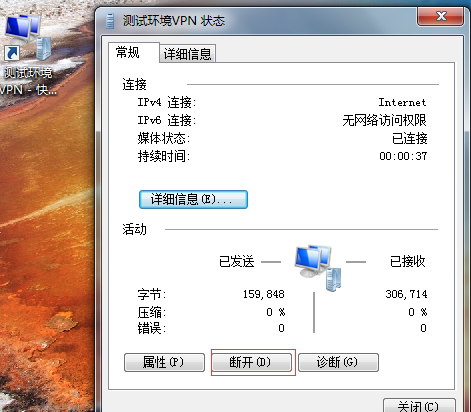 测试环境VPN 状态
测试环境
VPN - 快...
常规
详细信息
连接
IPv4 连接: Internet
IPv6 连接: 无网络访问权限
媒体状态: 已连接
持续时间: 00:00:37
详细信息(E)...
活动
已发送 — — 已接收
字节: 159,848 306,714
压缩: 0 % 0 %
错误: 0 0
属性(P) 断开(D) 诊断(G)
关闭(C)